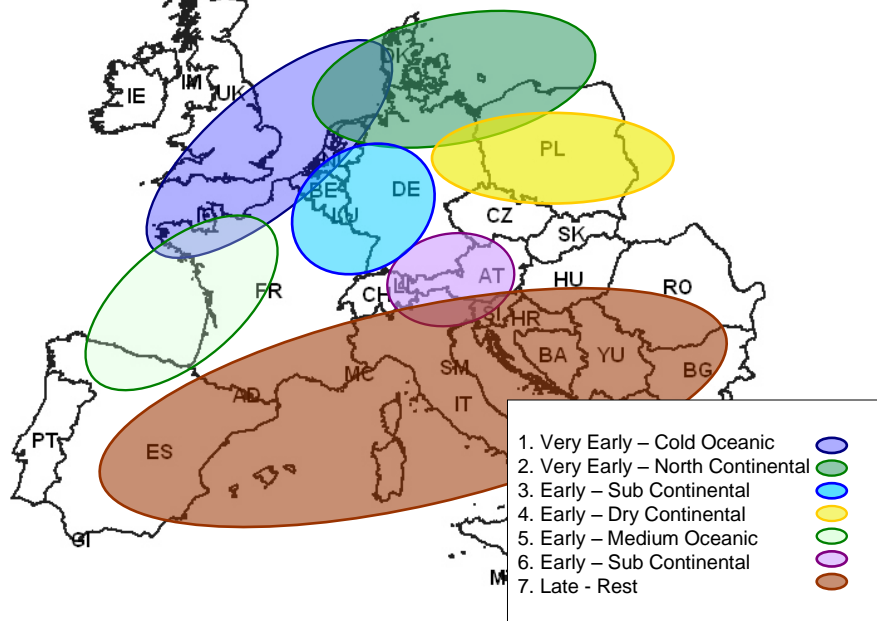 DK
IE
IM
UK
NL
PL
BE
DE
LU
CZ
SK
FR
CH
LI
AT
HU
RO
SI
HR
BA
YU
BG
MC
SM
AD
IT
PT
ES
GI
1. Very Early – Cold Oceanic
2. Very Early – North Continental
3. Early – Sub Continental
4. Early – Dry Continental
5. Early – Medium Oceanic
6. Early – Sub Continental
7. Late - Rest